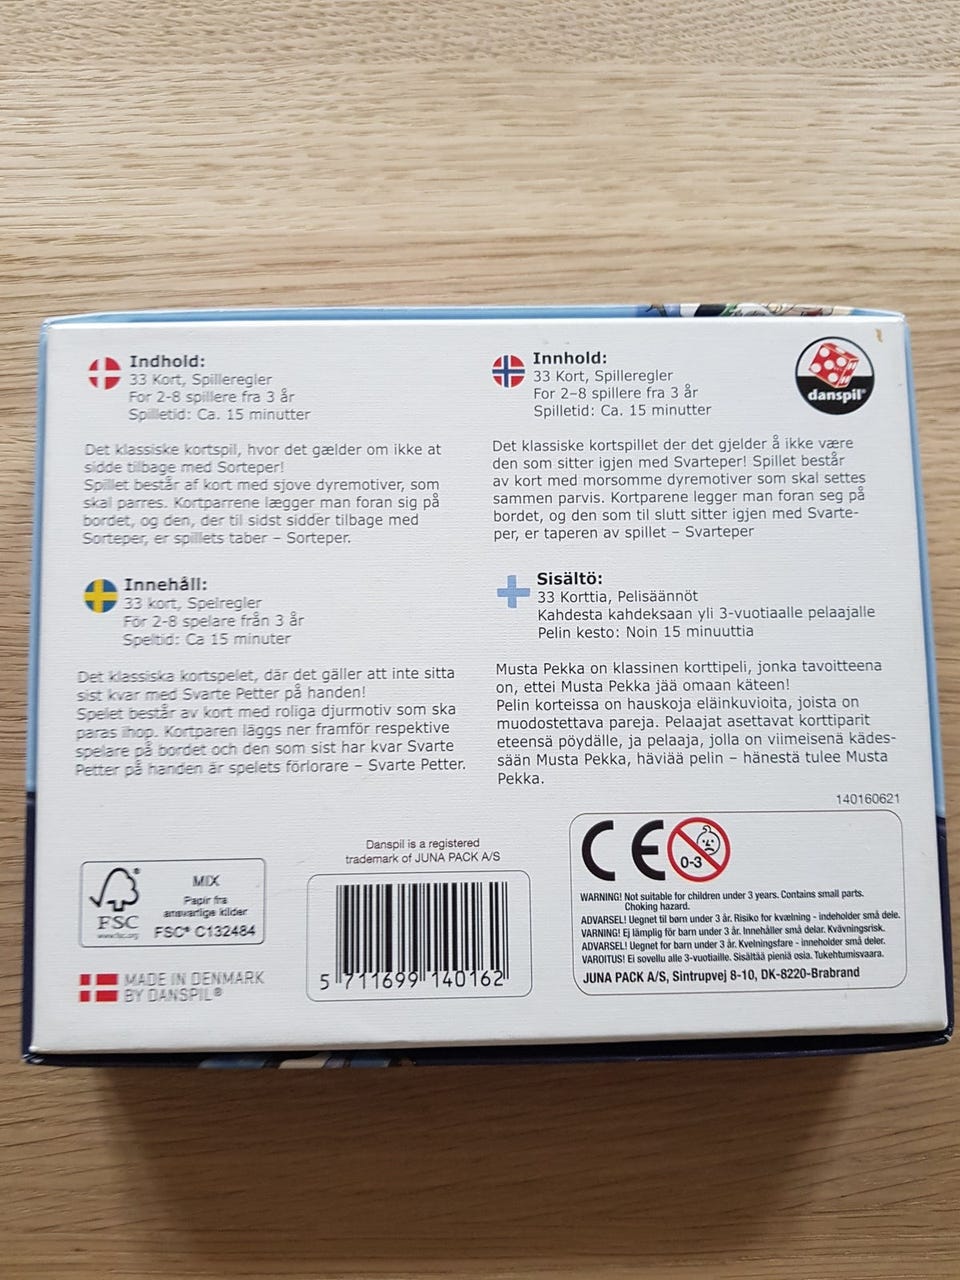 Indhold:
33 Kort, Spilleregler
For 2-8 spillere fra 3 år
Spilletid: Ca. 15 minutter
Det klassiske kortspil, hvor det gælder om ikke at
sidde tilbage med Sorteper!
Spillet består af kort med sjove dyremotiver, som
skal parres. Kortparrene lægger man foran sig på
bordet, og den, der til sidst sidder tilbage med
Sorteper, er spillets taber – Sorteper.
Innhold:
33 Kort, Spilleregler
For 2–8 spillere fra 3 år
Spilletid: Ca. 15 minutter
danspil®
Det klassiske kortspillet der det gjelder å ikke være
den som sitter igjen med Svarteper! Spillet består
av kort med morsomme dyremotiver som skal settes
sammen parvis. Kortparene legger man foran seg på
bordet, og den som til slutt sitter igjen med Svarte-
per, er taperen av spillet – Svarteper
Innehåll:
33 kort, Spelregler
För 2-8 spelare från 3 år
Speltid: Ca 15 minuter
Det klassiska kortspelet, där det gäller att inte sitta
sist kvar med Svarte Petter på handen!
Spelet består av kort med roliga djurmotiv som ska
paras ihop. Kortparen läggs ner framför respektive
spelare på bordet och den som sist har kvar Svarte
Petter på handen är spelets förlorare – Svarte Petter.
Sisältö:
33 Korttia, Pelisäännöt
Kahdesta kahdeksaan yli 3-vuotiaalle pelaajalle
Pelin kesto: Noin 15 minuuttia
Musta Pekka on klassinen korttipeli, jonka tavoitteena
on, ettei Musta Pekka jää omaan käteen!
Pelin korteissa on hauskoja eläinkuvioita, joista on
muodostettava pareja. Pelaajat asettavat korttiparit
eteensä pöydälle, ja pelaaja, jolla on viimeisenä kädes-
sään Musta Pekka, häviää pelin – hänestä tulee Musta
Pekka.
140160621
FSC
www.fsc.org
MIX
Papir fra
ansvarlige kilder
FSC® C132484
MADE IN DENMARK
BY DANSPIL®
Danspil is a registered
trademark of JUNA PACK A/S
5 711699 140162
CE
0-3
WARNING! Not suitable for children under 3 years. Contains small parts.
Choking hazard.
ADVARSEL! Uegnet til børn under 3 år. Risiko for kvælning - indeholder små dele.
VARNING! Ej lämplig för barn under 3 år. Innehåller små delar. Kvävningsrisk.
ADVARSEL! Uegnet for barn under 3 år. Kvelningsfare - inneholder små deler.
VAROITUS! Ei sovellu alle 3-vuotiaille. Sisältää pieniä osia. Tukehtumisvaara.
JUNA PACK A/S, Sintrupvej 8-10, DK-8220-Brabrand